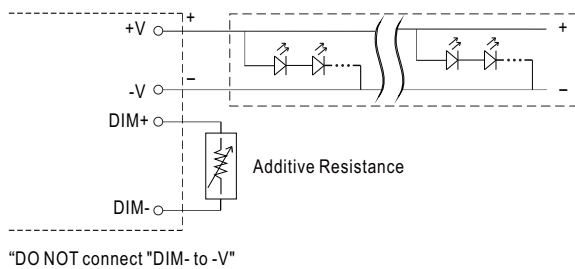 +V + +
-V − −
DIM+
Additive Resistance
DIM-
“DO NOT connect "DIM- to -V"